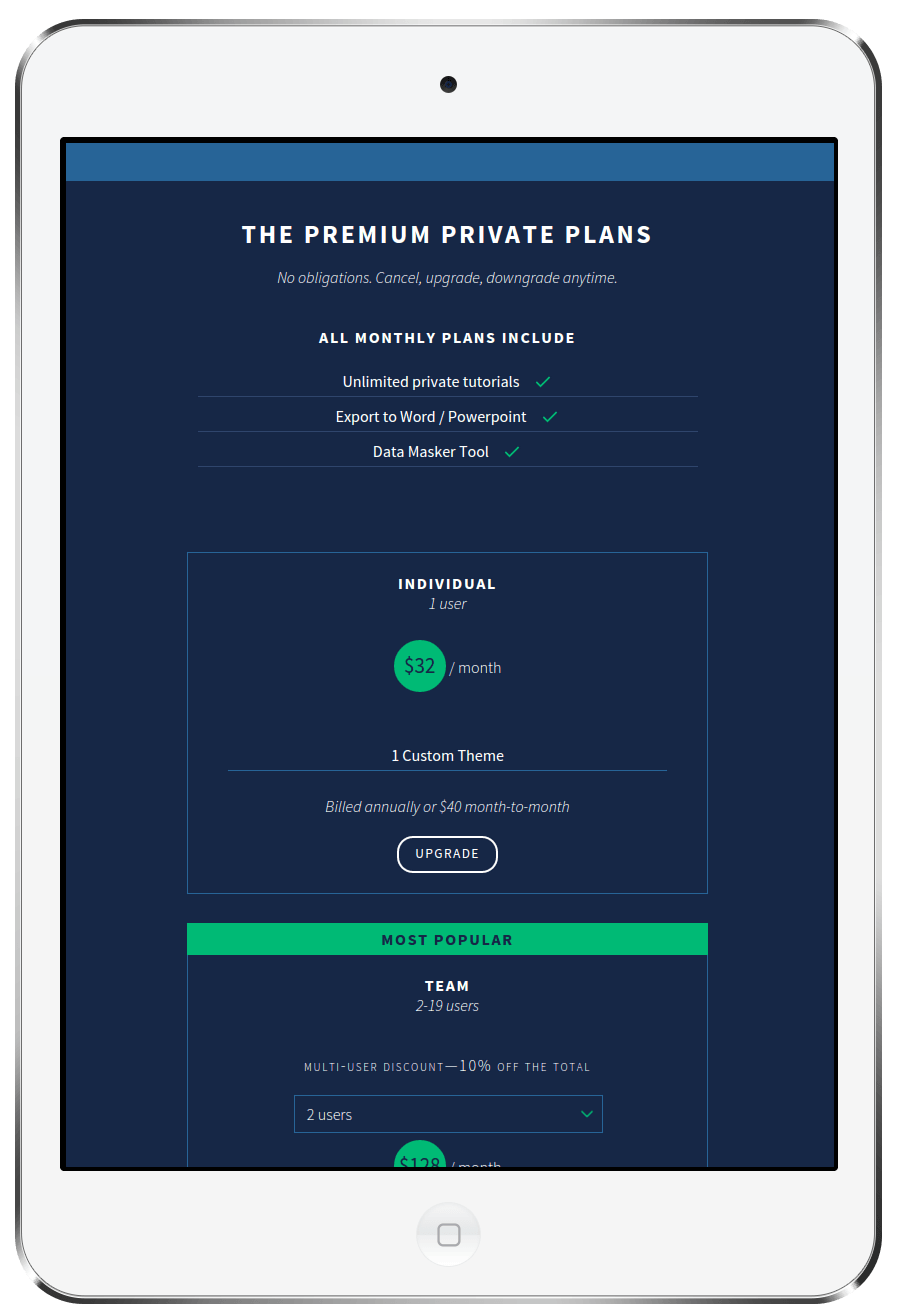 THE PREMIUM PRIVATE PLANS
No obligations. Cancel, upgrade, downgrade anytime.
ALL MONTHLY PLANS INCLUDE
Unlimited private tutorials
Export to Word / Powerpoint
Data Masker Tool
INDIVIDUAL
1 user
$32 / month
1 Custom Theme
Billed annually or $40 month-to-month
UPGRADE
MOST POPULAR
TEAM
2-19 users
MULTI-USER DISCOUNT—10% OFF THE TOTAL
2 users
$128 / month